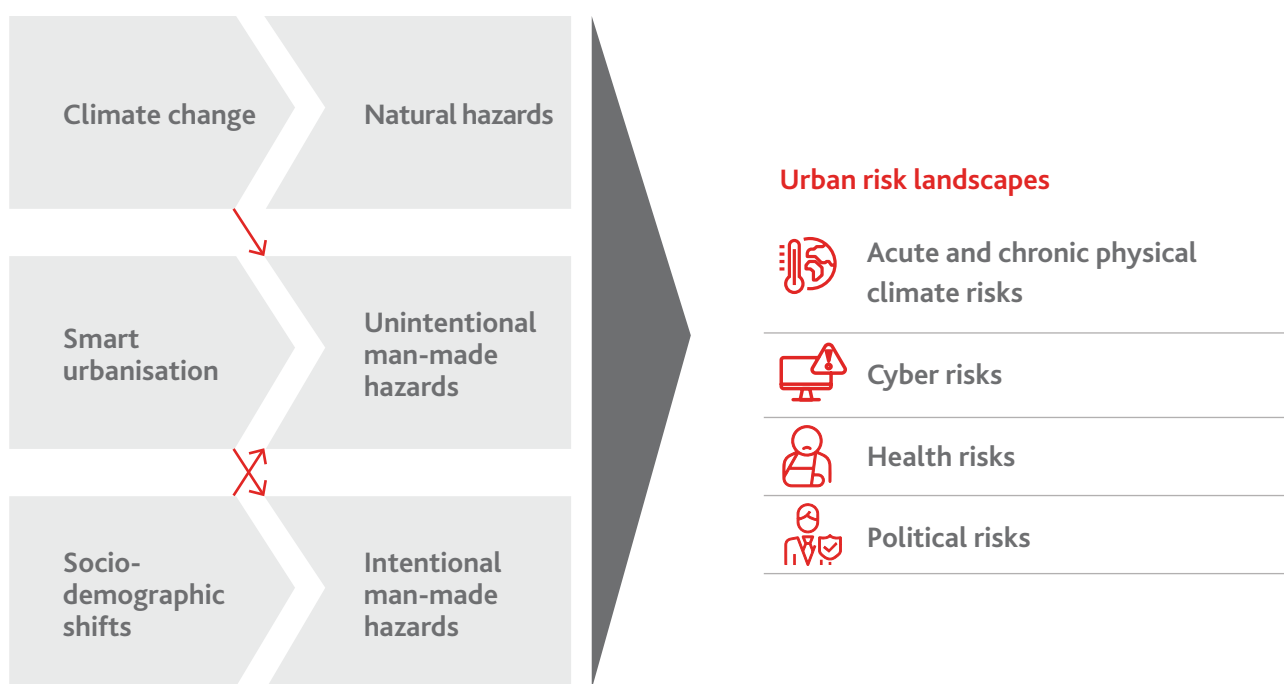 Climate change
Natural hazards
Smart
urbanisation
Unintentional
man-made
hazards
Socio-
demographic
shifts
Intentional
man-made
hazards
Urban risk landscapes
Acute and chronic physical
climate risks
Cyber risks
Health risks
Political risks